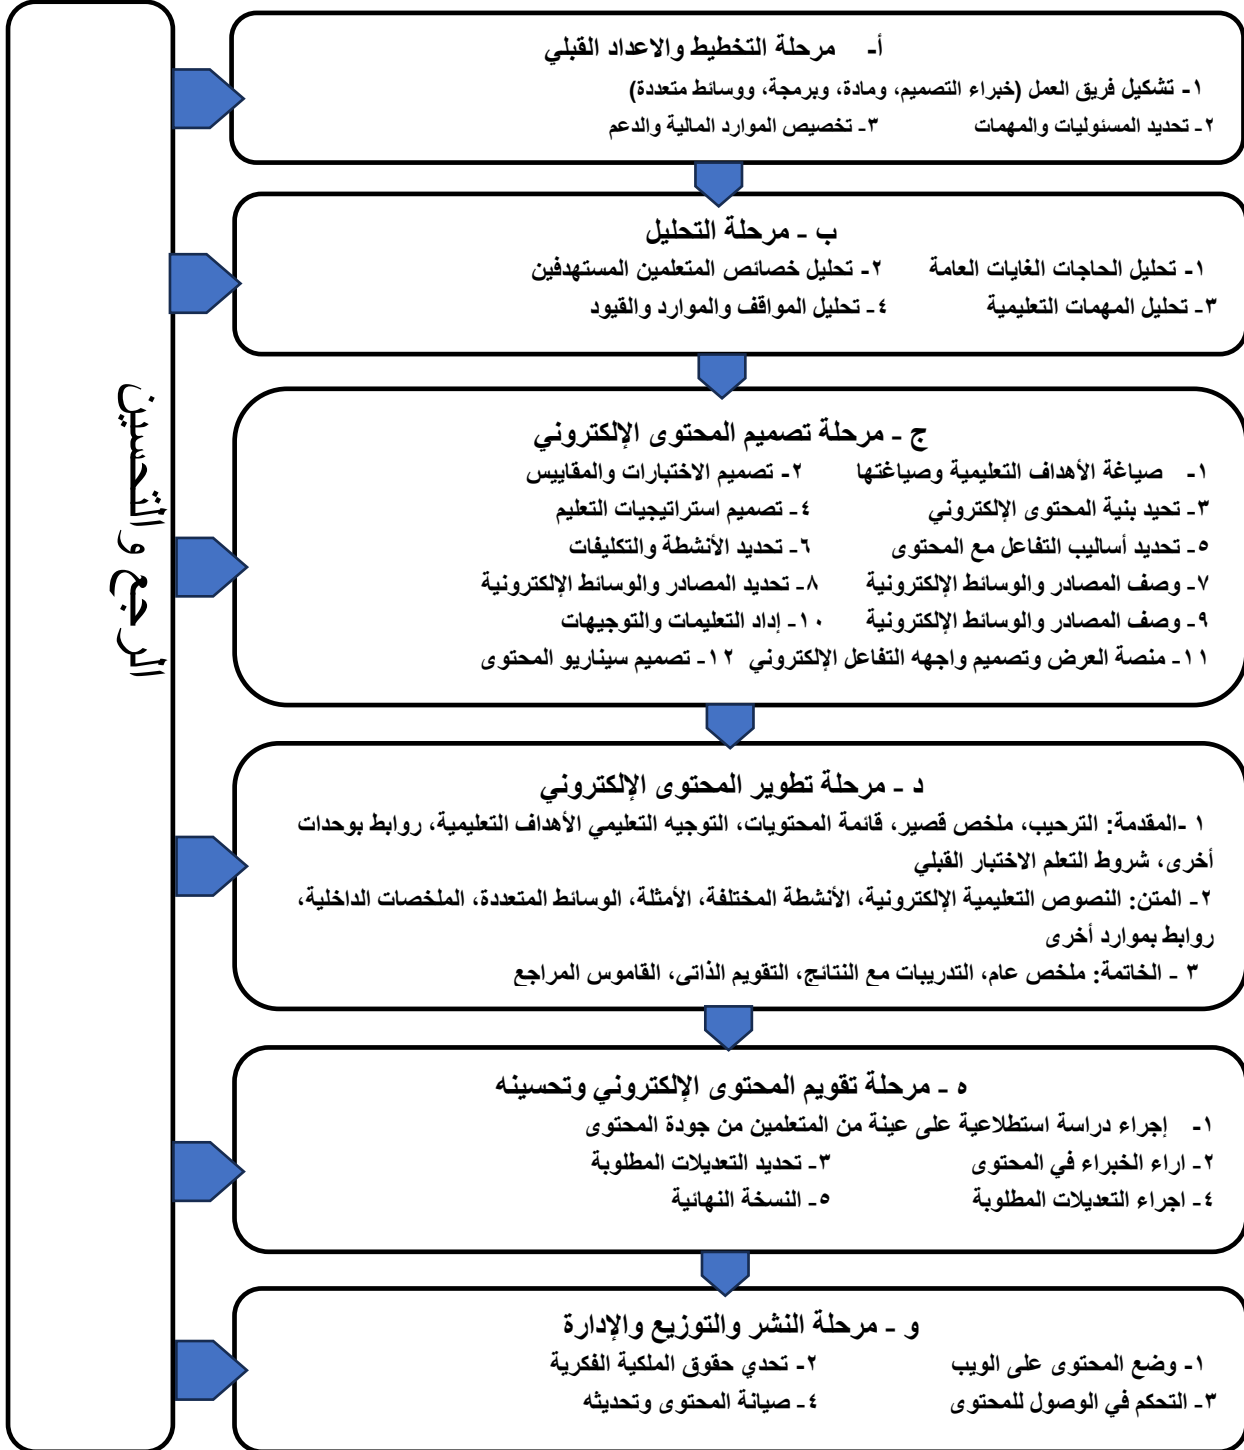 أ- مرحلة التخطيط والاعداد القبلي
١- تشكيل فريق العمل (خبراء التصميم، ومادة، وبرمجة، ووسائط متعددة)
٢- تحديد المسئوليات والمهمات ٣- تخصيص الموارد المالية والدعم
ب - مرحلة التحليل
١- تحليل الحاجات الغايات العامة ٢- تحليل خصائص المتعلمين المستهدفين
٣- تحليل المهمات التعليمية ٤- تحليل المواقف والموارد والقيود
ج - مرحلة تصميم المحتوى الإلكتروني
١- صياغة الأهداف التعليمية وصياغتها ٢- تصميم الاختبارات والمقاييس
٣- تحيد بنية المحتوى الإلكتروني ٤- تصميم استراتيجيات التعليم
٥- تحديد أساليب التفاعل مع المحتوى ٦- تحديد الأنشطة والتكليفات
٧- وصف المصادر والوسائط الإلكترونية ٨- تحديد المصادر والوسائط الإلكترونية
٩- وصف المصادر والوسائط الإلكترونية ١٠- إداد التعليمات والتوجيهات
١١- منصة العرض وتصميم واجهه التفاعل الإلكتروني ١٢- تصميم سيناريو المحتوى
د - مرحلة تطوير المحتوى الإلكتروني
١ -المقدمة: الترحيب، ملخص قصير، قائمة المحتويات، التوجيه التعليمي الأهداف التعليمية، روابط بوحدات
أخرى، شروط التعلم الاختبار القبلي
٢- المتن: النصوص التعليمية الإلكترونية، الأنشطة المختلفة، الأمثلة، الوسائط المتعددة، الملخصات الداخلية،
روابط بموارد أخرى
٣ - الخاتمة: ملخص عام، التدريبات مع النتائج، التقويم الذاتى، القاموس المراجع
ه - مرحلة تقويم المحتوى الإلكتروني وتحسينه
١- إجراء دراسة استطلاعية على عينة من المتعلمين من جودة المحتوى
٢- اراء الخبراء في المحتوى ٣- تحديد التعديلات المطلوبة
٤- اجراء التعديلات المطلوبة ٥- النسخة النهائية
و - مرحلة النشر والتوزيع والإدارة
١- وضع المحتوى على الويب ٢- تحدي حقوق الملكية الفكرية
٣- التحكم في الوصول للمحتوى ٤- صيانة المحتوى وتحديثه
الرجع والتحسين